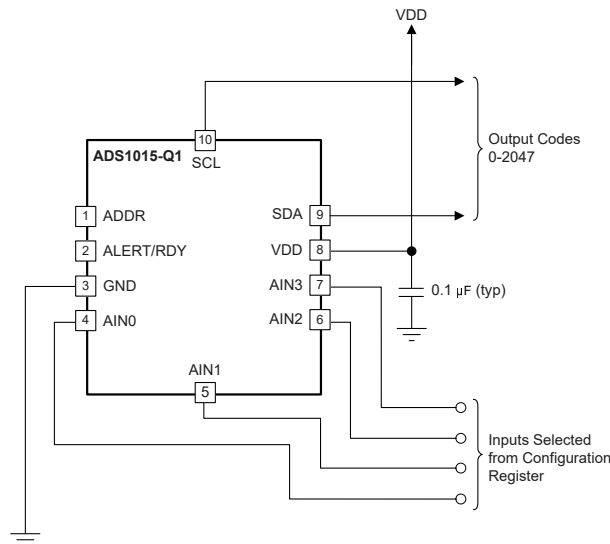 VDD
10
ADS1015-Q1
SCL
Output Codes
0-2047
1 ADDR
SDA 9
2 ALERT/RDY
VDD 8
3 GND
AIN3 7
0.1 µF (typ)
4 AIN0
AIN2 6
AIN1
5
Inputs Selected
from Configuration
Register